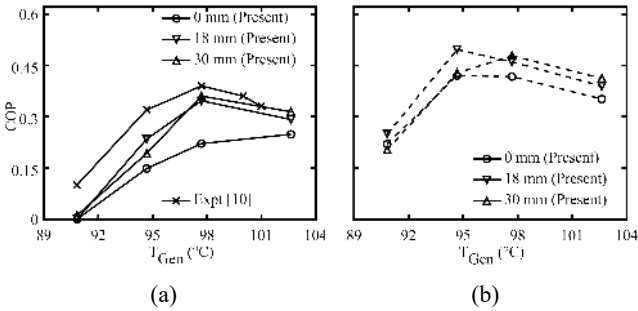 0.6
0.45
0.3
0.15
0
COP
0 mm (Present)
18 mm (Present)
30 mm (Present)
Expt [10]
89 92 95 98 101 104
T_Gen (°C)
(a)
0 mm (Present)
18 mm (Present)
30 mm (Present)
89 92 95 98 101 104
T_Gen (°C)
(b)